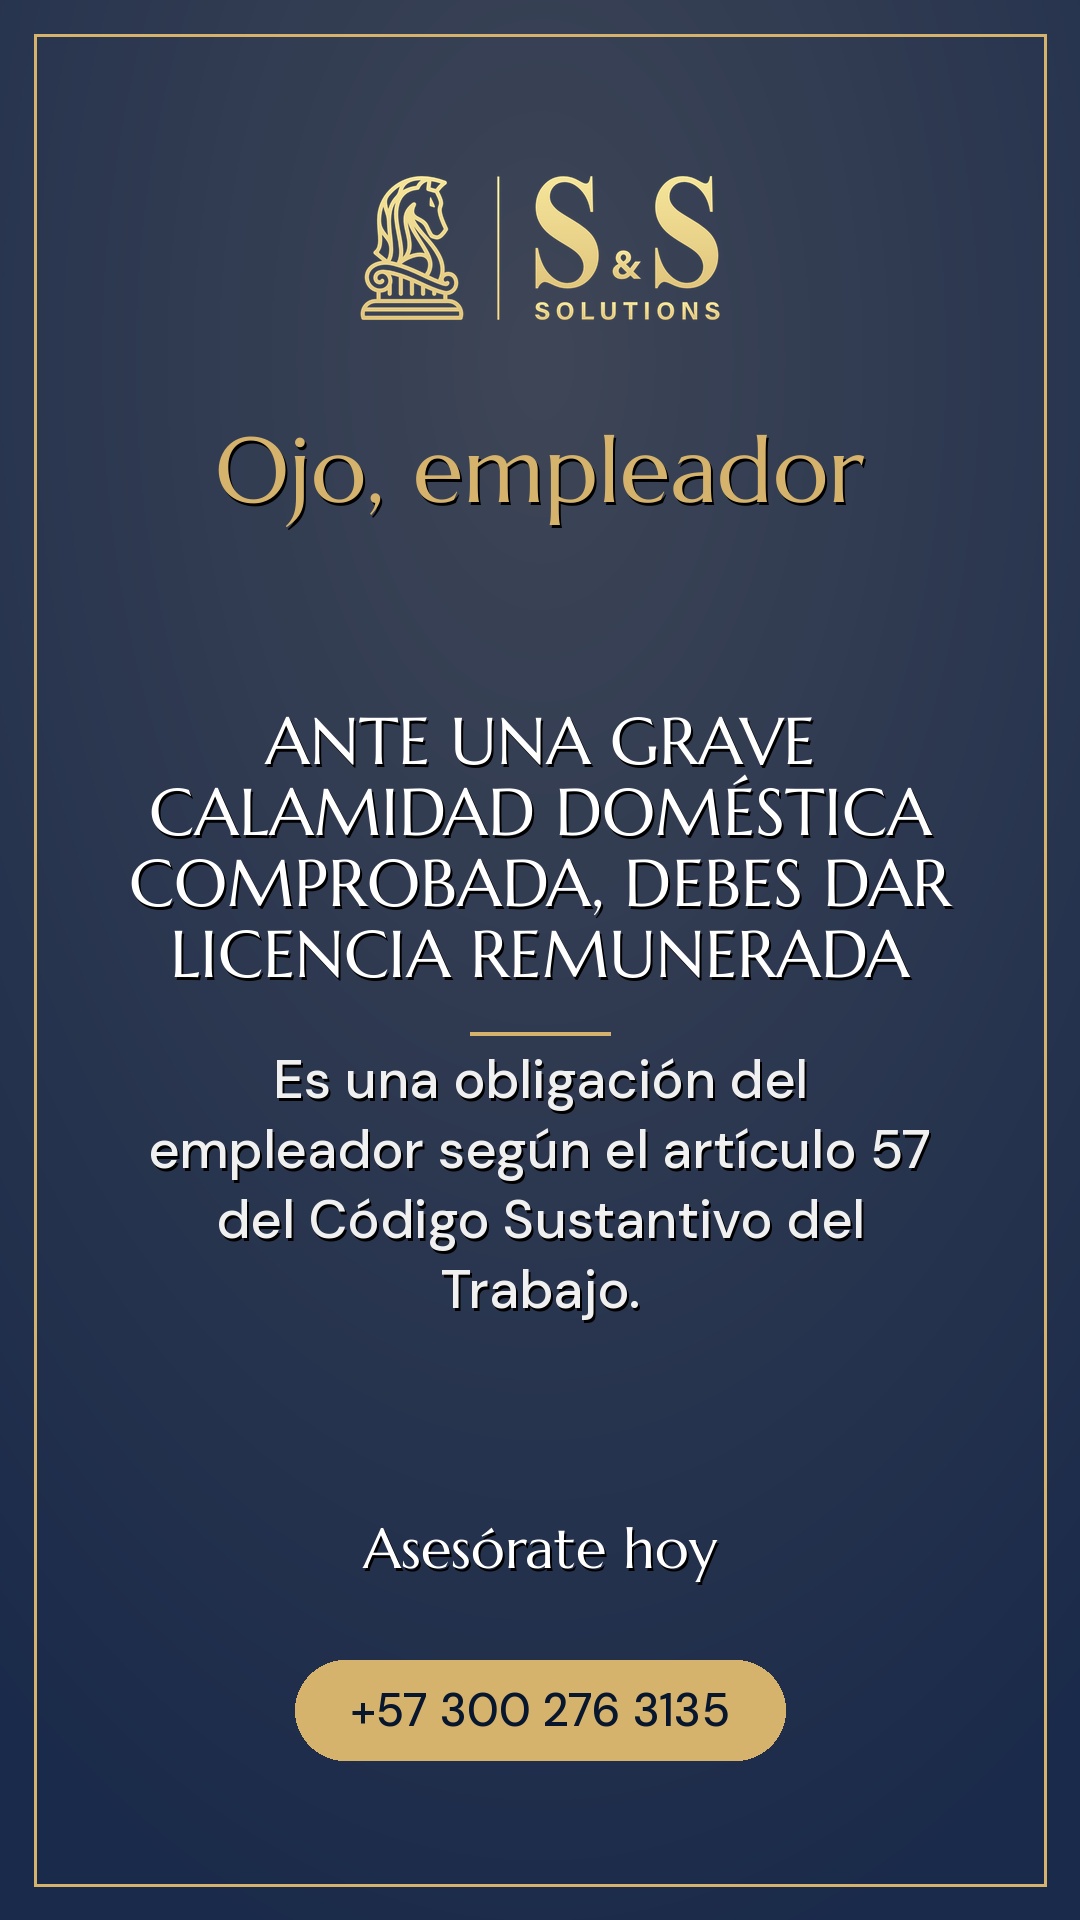 S&S
SOLUTIONS
Ojo, empleador
ANTE UNA GRAVE
CALAMIDAD DOMÉSTICA
COMPROBADA, DEBES DAR
LICENCIA REMUNERADA
Es una obligación del
empleador según el artículo 57
del Código Sustantivo del
Trabajo.
Asesórate hoy
+57 300 276 3135